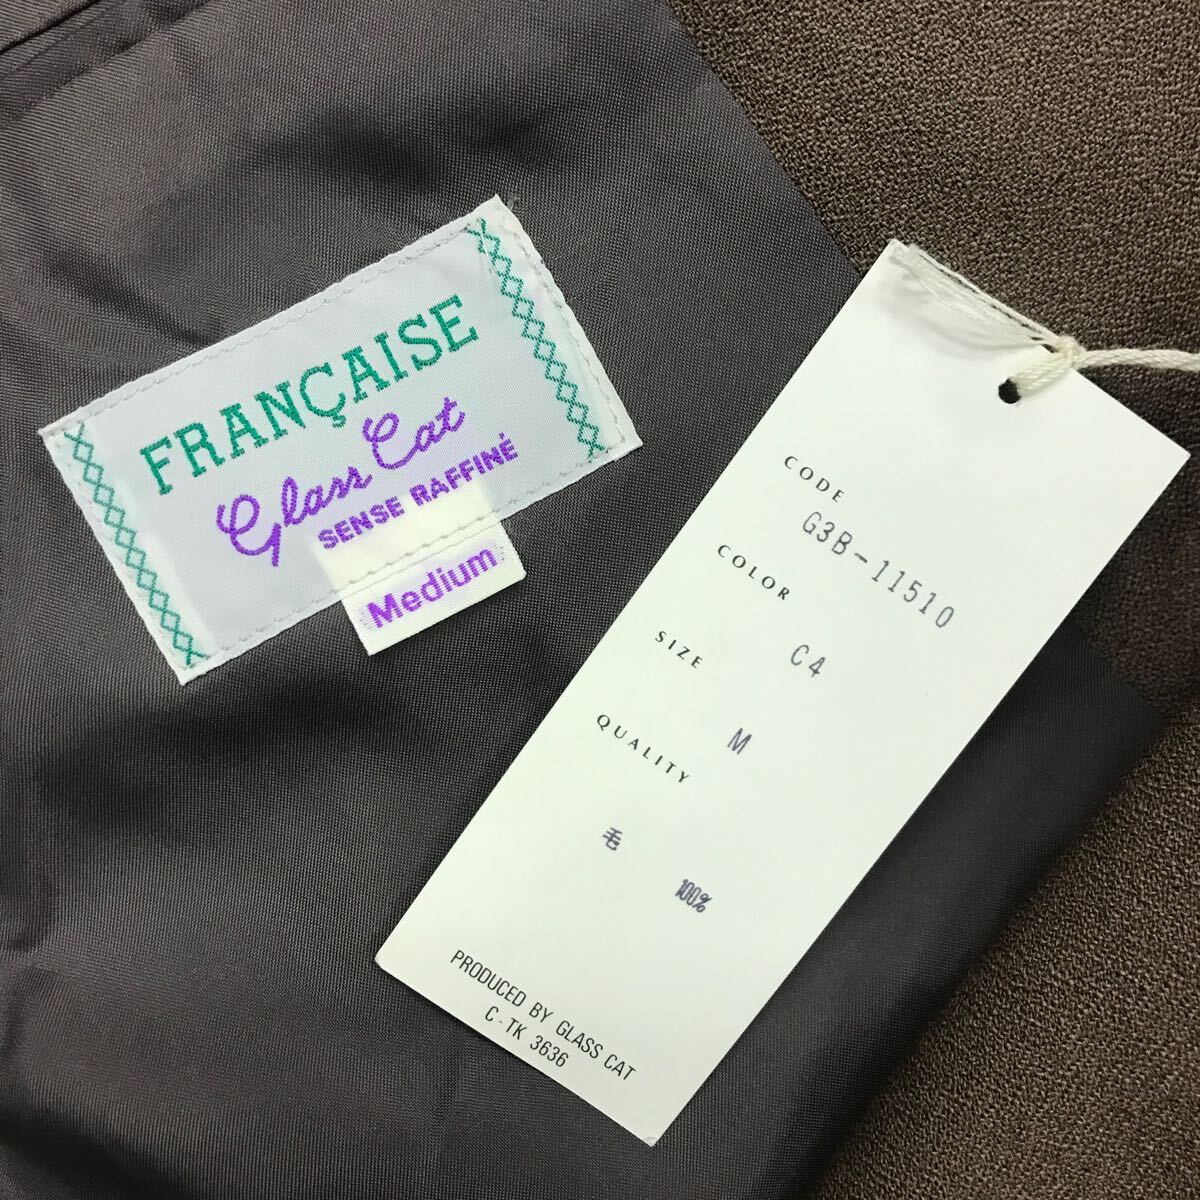 FRANÇAISE
Glass Cat
SENSE RAFFINÉ
Medium
CODE
G3B-11510
COLOR
C4
SIZE
M
QUALITY
毛
100%
PRODUCED BY GLASS CAT
C-TK 3636